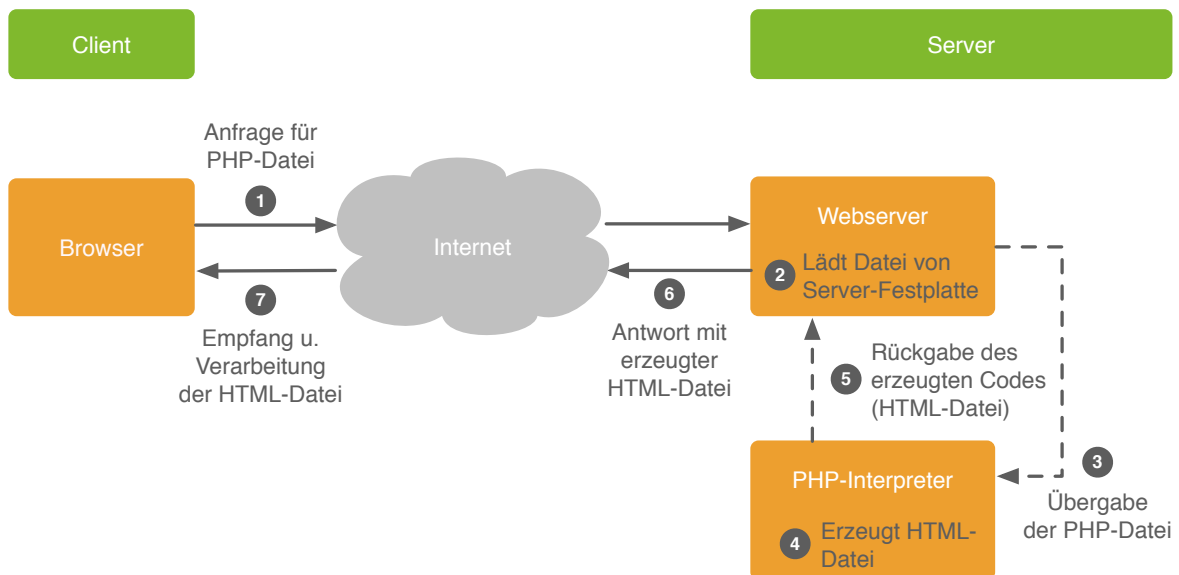 Client
Server
Anfrage für
PHP-Datei
1
Browser
Internet
Webserver
2 Lädt Datei von
Server-Festplatte
7
Empfang u.
Verarbeitung
der HTML-Datei
6
Antwort mit
erzeugter
HTML-Datei
5
Rückgabe des
erzeugten Codes
(HTML-Datei)
3
Übergabe
der PHP-Datei
PHP-Interpreter
4 Erzeugt HTML-
Datei